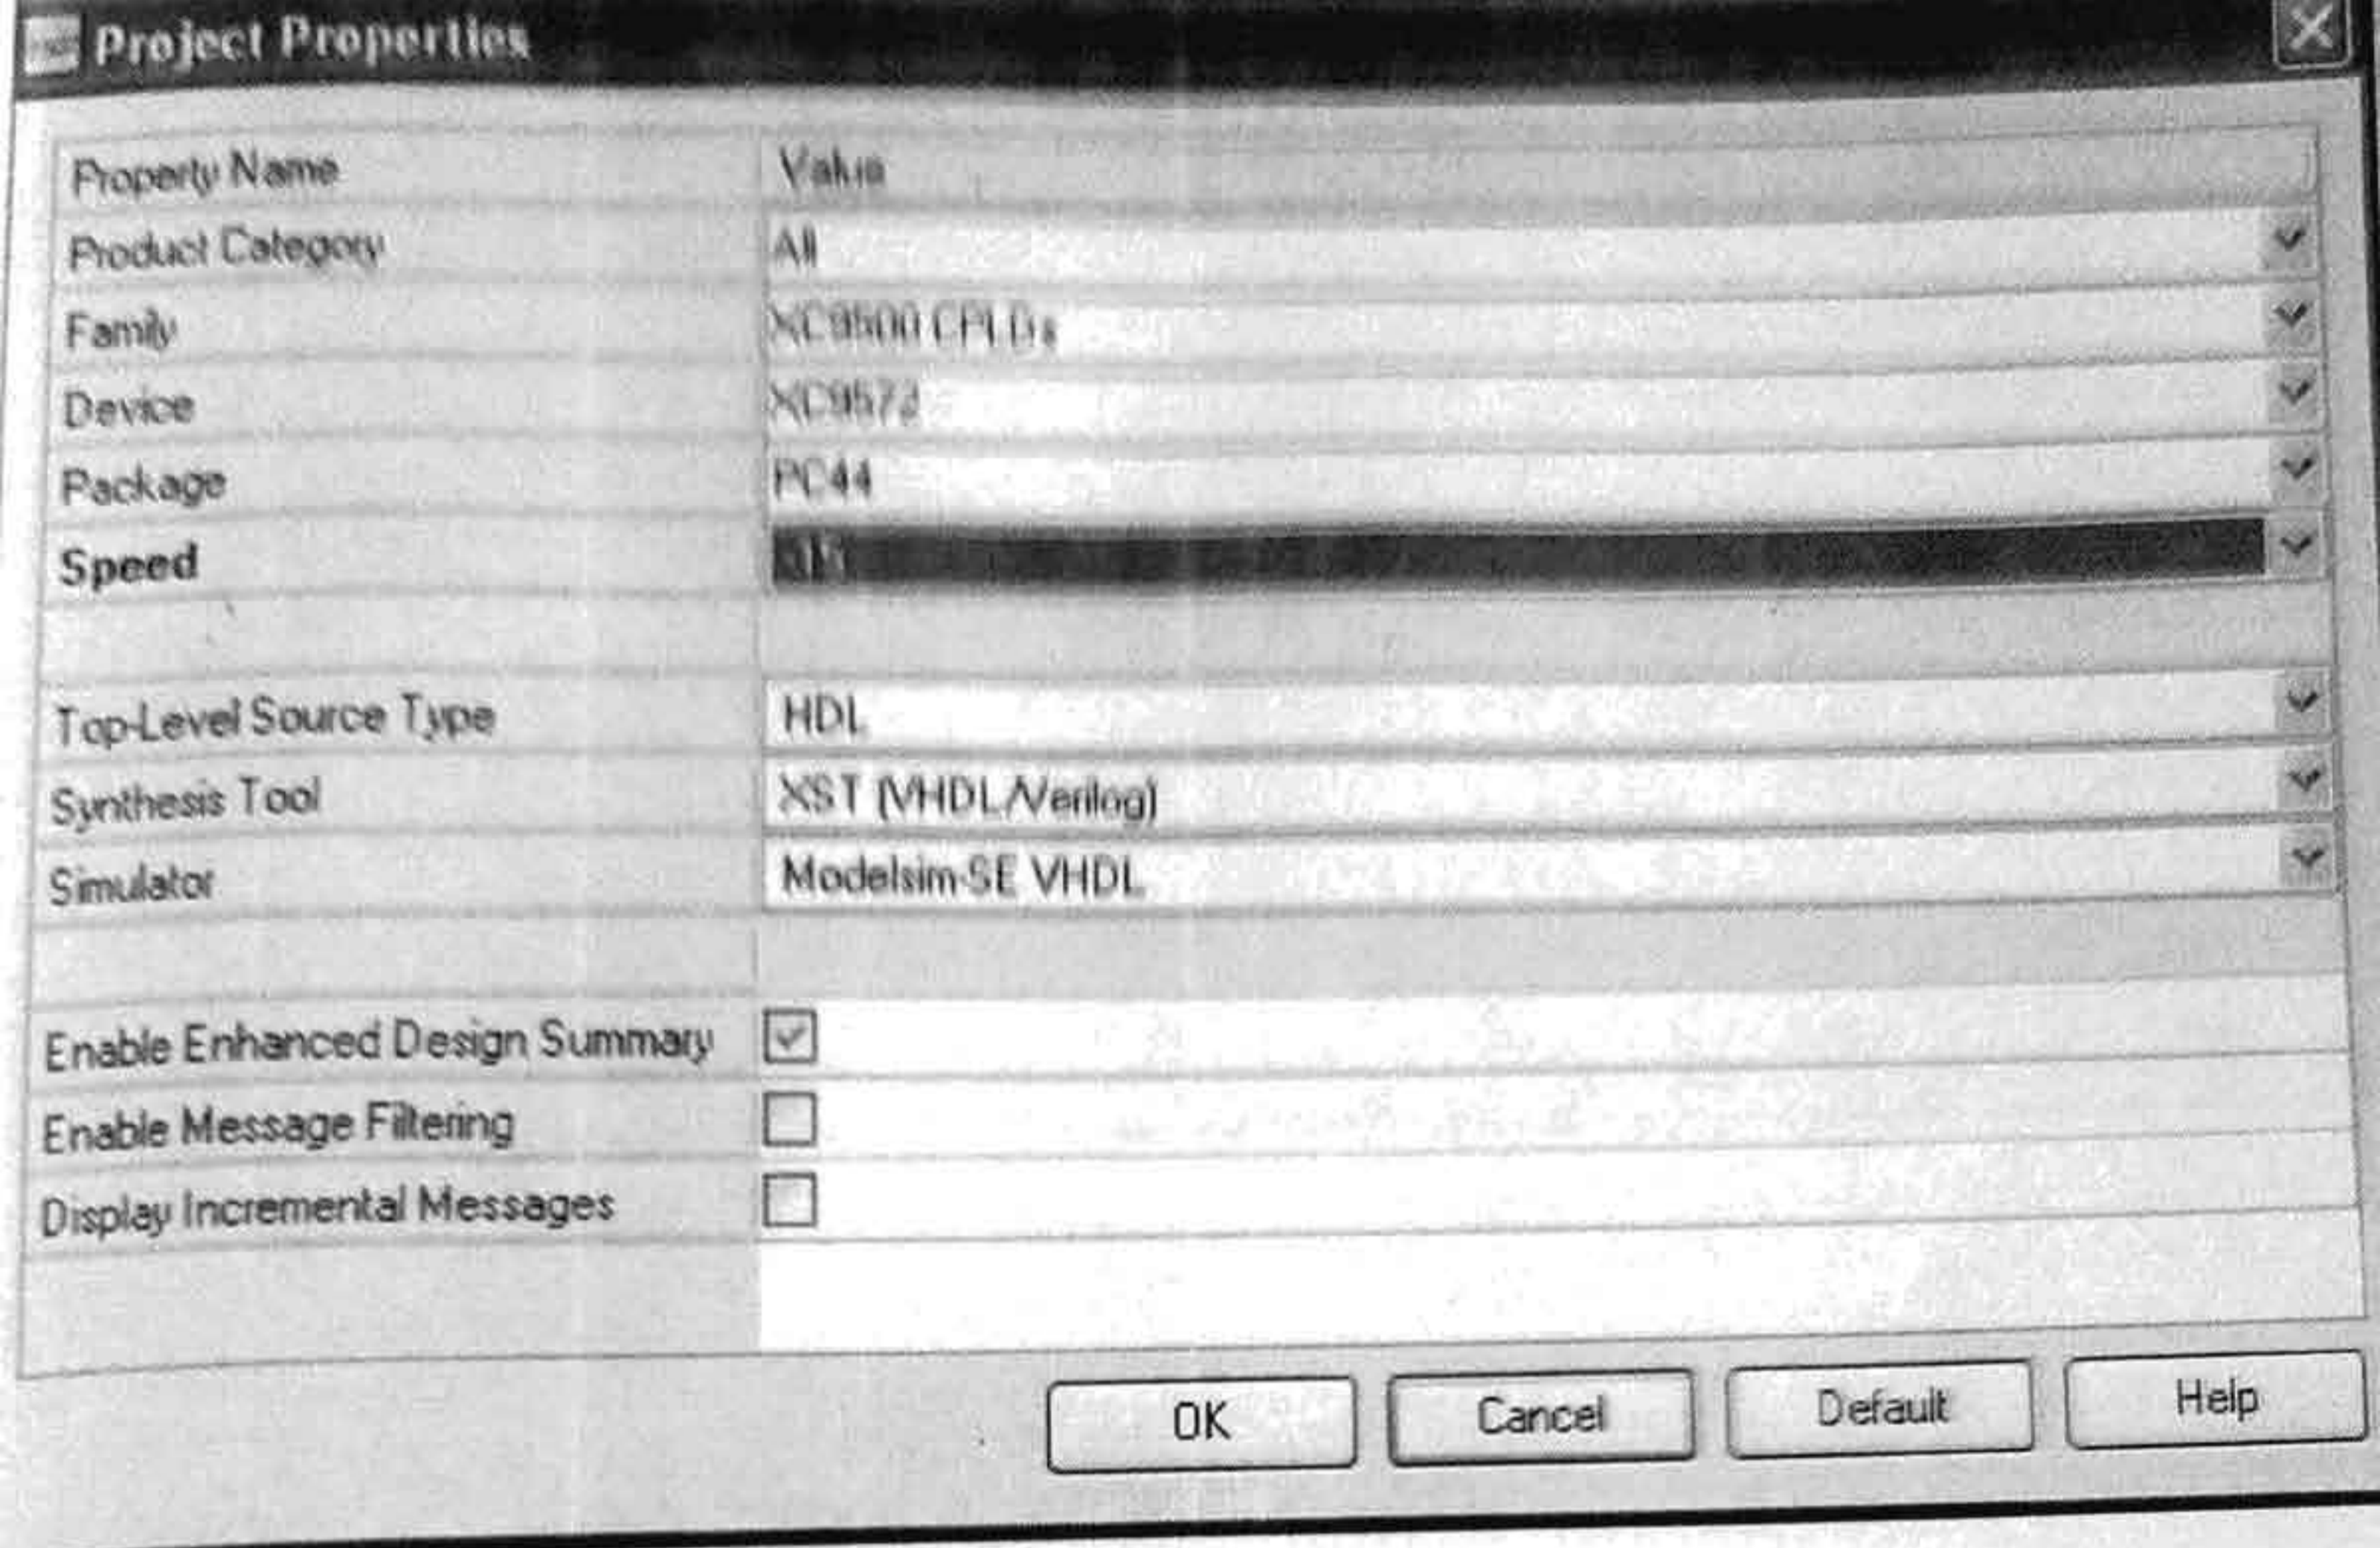 Project Properties
Property Name Value
Product Category All
Family XC9500 CPLDs
Device XC9572
Package PC44
Speed
Top-Level Source Type HDL
Synthesis Tool XST (VHDL/Verilog)
Simulator Modelsim-SE VHDL
Enable Enhanced Design Summary
Enable Message Filtering
Display Incremental Messages
OK Cancel Default Help